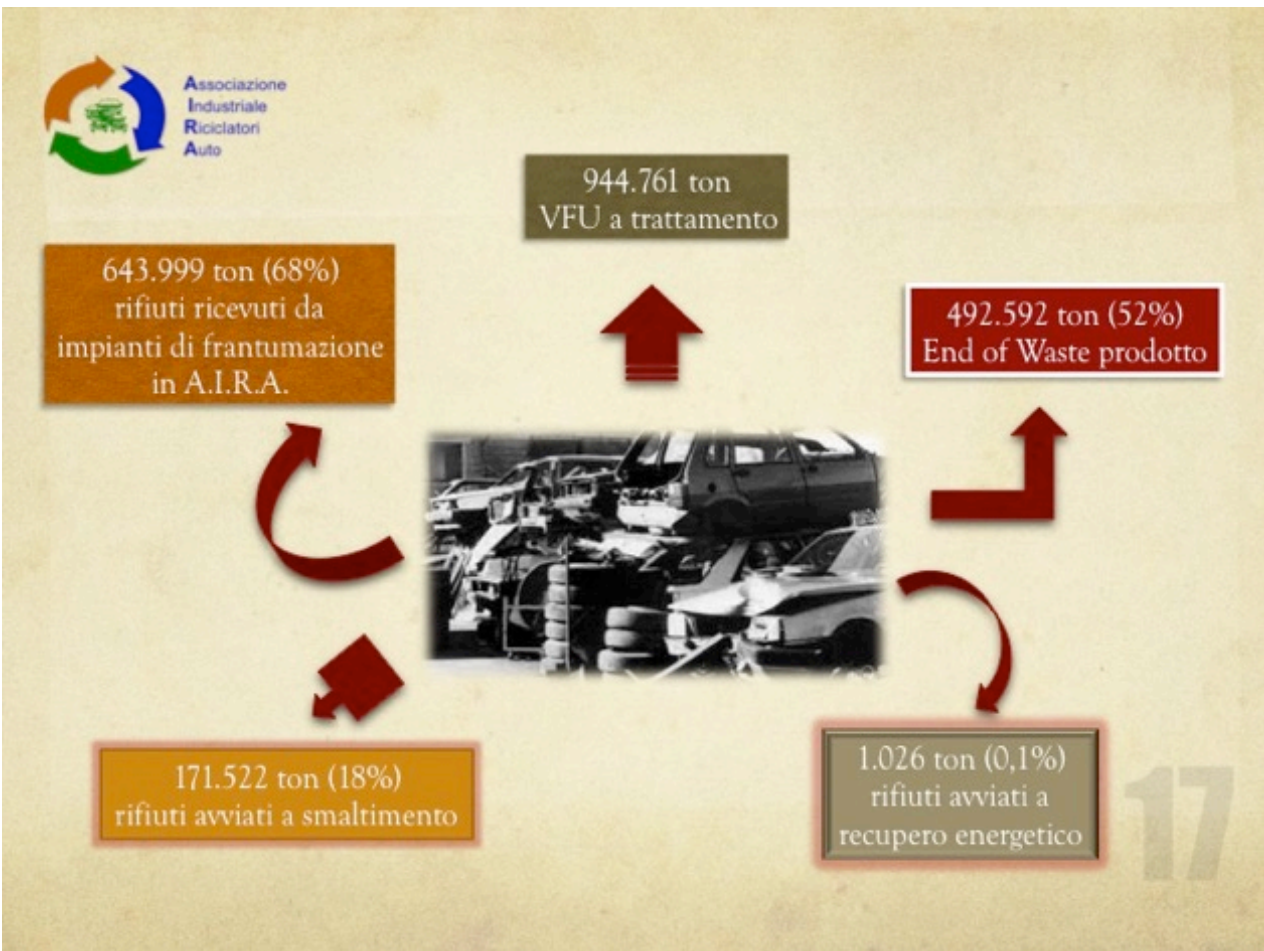 Associazione
Industriale
Riciclatori
Auto
944.761 ton
VFU a trattamento
643.999 ton (68%)
rifiuti ricevuti da
impianti di frantumazione
in A.I.R.A.
492.592 ton (52%)
End of Waste prodotto
171.522 ton (18%)
rifiuti avviati a smaltimento
1.026 ton (0,1%)
rifiuti avviati a
recupero energetico
17